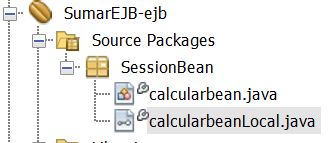 SumarEJB-ejb
Source Packages
SessionBean
calcularbean.java
calcularbeanLocal.java